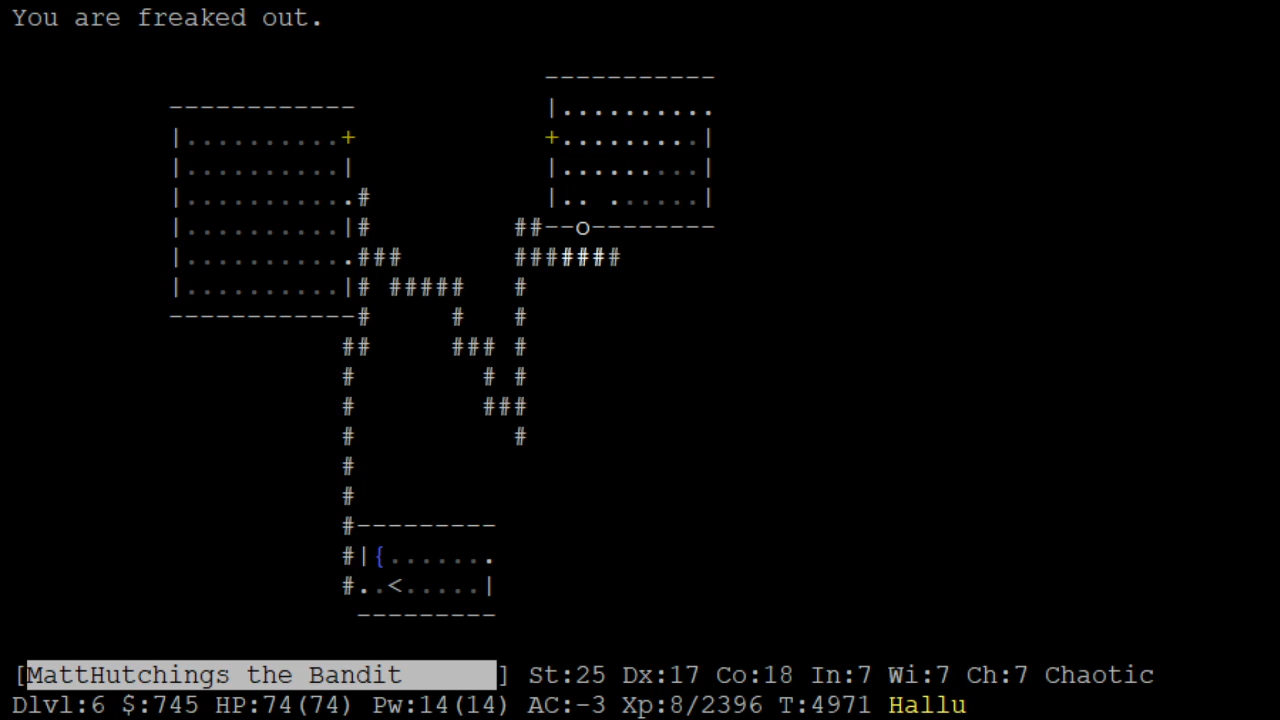 You are freaked out.
-----------
------------ |..........
|..........+ +.........|
|..........| |.........|
|...........# |.. ......|
|..........|# ##--o--------
|...........### #######
|..........|# ##### #
------------# # #
## ### #
# # #
# ###
# #
#
#
#---------
#|{.......
#..<.....|
---------
[MattHutchings the Bandit ] St:25 Dx:17 Co:18 In:7 Wi:7 Ch:7 Chaotic
Dlvl:6 $:745 HP:74(74) Pw:14(14) AC:-3 Xp:8/2396 T:4971 Hallu